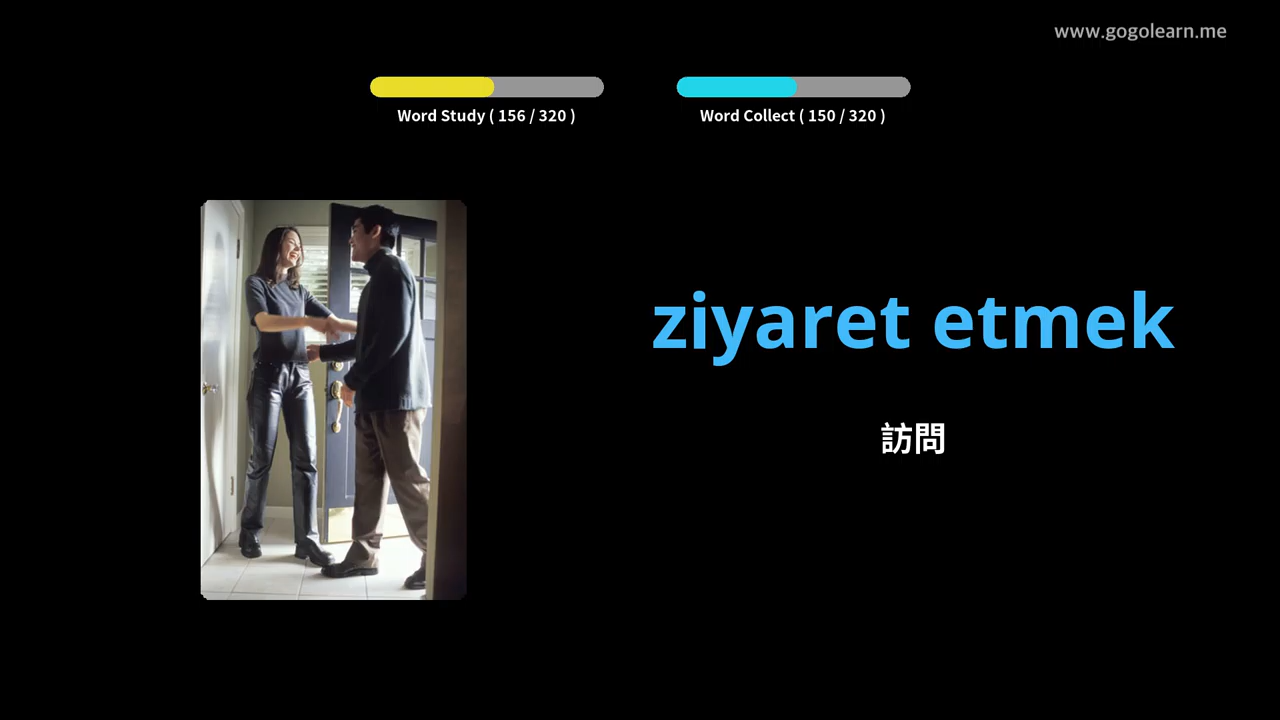 www.gogolearn.me
Word Study ( 156 / 320 )
Word Collect ( 150 / 320 )
ziyaret etmek
訪問